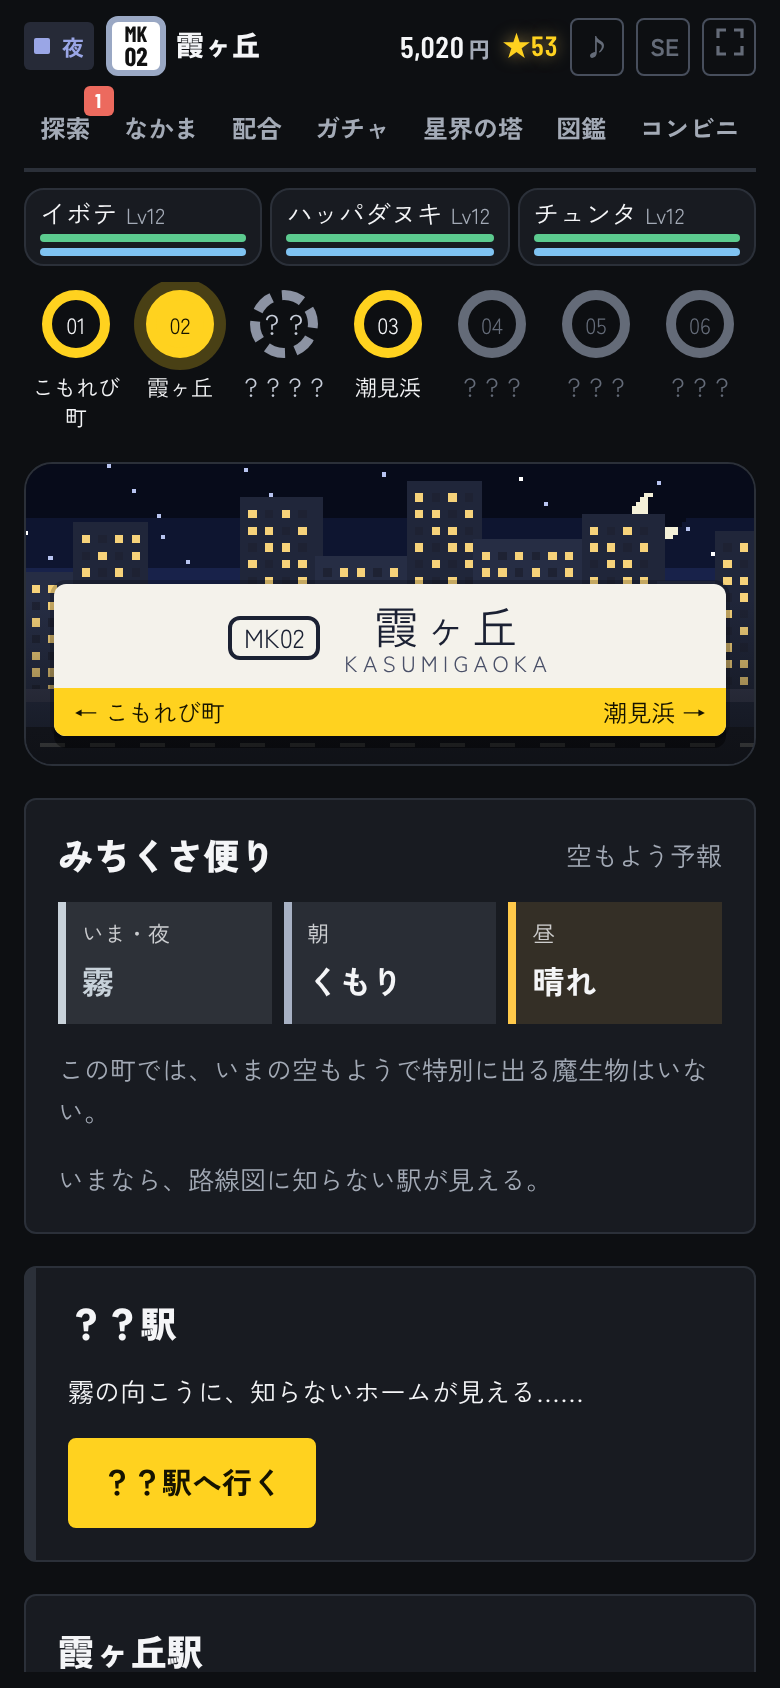 夜 MK 02 霞ヶ丘 5,020 円 ★53 ♪ SE
1
探索 なかま 配合 ガチャ 星界の塔 図鑑 コンビニ
イボテ Lv12 ハッパダヌキ Lv12 チュンタ Lv12
01 02 ？？ 03 04 05 06
こもれび町 霞ヶ丘 ？？？？ 潮見浜 ？？？ ？？？ ？？？
MK02 霞ヶ丘
KASUMIGAOKA
← こもれび町 潮見浜 →
みちくさ便り 空もよう予報
いま・夜 朝 昼
霧 くもり 晴れ
この町では、いまの空もようで特別に出る魔生物はいな
い。
いまなら、路線図に知らない駅が見える。
？？駅
霧の向こうに、知らないホームが見える……
？？駅へ行く
霞ヶ丘駅